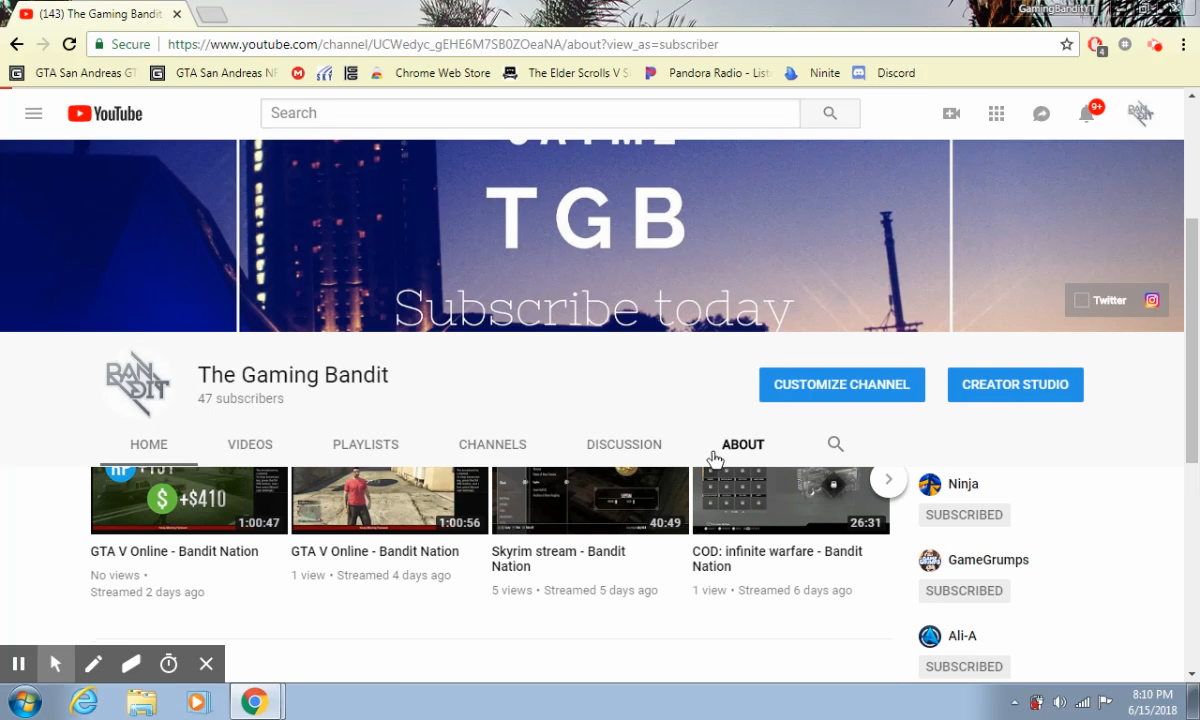 (143) The Gaming Bandit
GamingBanditYT
Secure
https://www.youtube.com/channel/UCWedyc_gEHE6M7SB0ZOeaNA/about?view_as=subscriber
4
GTA San Andreas GT
GTA San Andreas NF
Chrome Web Store
The Elder Scrolls V S
Pandora Radio - List
Ninite
Discord
YouTube
Search
9+
BANDIT
TGB
Subscribe today
Twitter
BANDIT
The Gaming Bandit
47 subscribers
CUSTOMIZE CHANNEL
CREATOR STUDIO
HOME
VIDEOS
PLAYLISTS
CHANNELS
DISCUSSION
ABOUT
RP
$ +$410
1:00:47
1:00:56
40:49
26:31
GTA V Online - Bandit Nation
No views •
Streamed 2 days ago
GTA V Online - Bandit Nation
1 view • Streamed 4 days ago
Skyrim stream - Bandit
Nation
5 views • Streamed 5 days ago
COD: infinite warfare - Bandit
Nation
1 view • Streamed 6 days ago
Ninja
SUBSCRIBED
GameGrumps
SUBSCRIBED
Ali-A
SUBSCRIBED
8:10 PM
6/15/2018